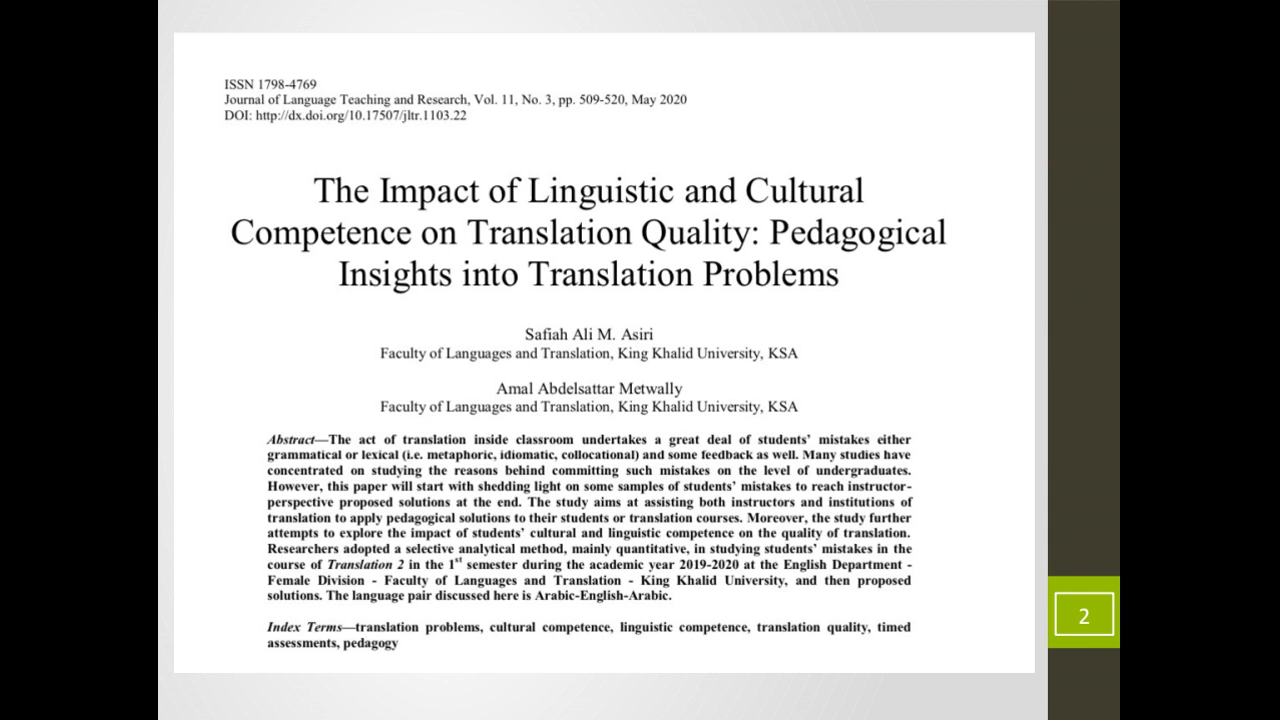 ISSN 1798-4769
Journal of Language Teaching and Research, Vol. 11, No. 3, pp. 509-520, May 2020
DOI: http://dx.doi.org/10.17507/jltr.1103.22
The Impact of Linguistic and Cultural
Competence on Translation Quality: Pedagogical
Insights into Translation Problems
Safiah Ali M. Asiri
Faculty of Languages and Translation, King Khalid University, KSA
Amal Abdelsattar Metwally
Faculty of Languages and Translation, King Khalid University, KSA
Abstract—The act of translation inside classroom undertakes a great deal of students' mistakes either
grammatical or lexical (i.e. metaphoric, idiomatic, collocational) and some feedback as well. Many studies have
concentrated on studying the reasons behind committing such mistakes on the level of undergraduates.
However, this paper will start with shedding light on some samples of students' mistakes to reach instructor-
perspective proposed solutions at the end. The study aims at assisting both instructors and institutions of
translation to apply pedagogical solutions to their students or translation courses. Moreover, the study further
attempts to explore the impact of students' cultural and linguistic competence on the quality of translation.
Researchers adopted a selective analytical method, mainly quantitative, in studying students' mistakes in the
course of Translation 2 in the 1st semester during the academic year 2019-2020 at the English Department -
Female Division - Faculty of Languages and Translation - King Khalid University, and then proposed
solutions. The language pair discussed here is Arabic-English-Arabic.
Index Terms—translation problems, cultural competence, linguistic competence, translation quality, timed
assessments, pedagogy
2